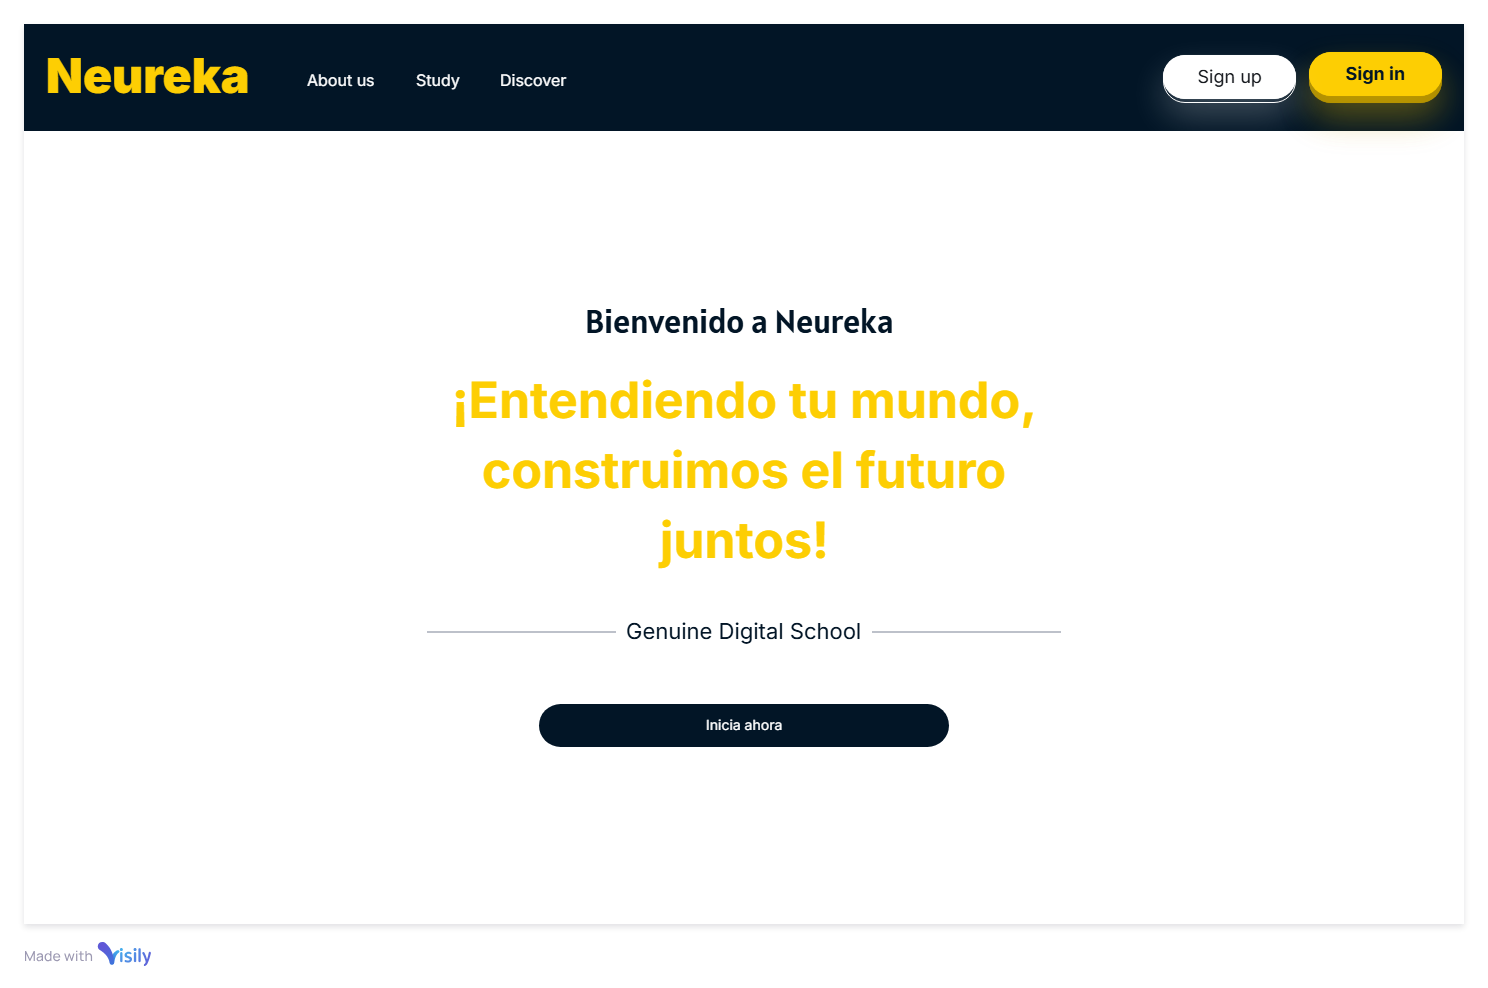 Neureka
About us
Study
Discover
Sign up
Sign in
Bienvenido a Neureka
¡Entendiendo tu mundo,
construimos el futuro
juntos!
Genuine Digital School
Inicia ahora
Made with Visily